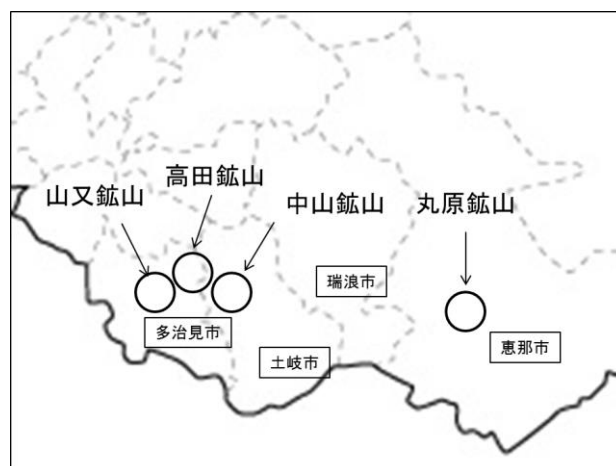 高田鉱山
山又鉱山
中山鉱山
丸原鉱山
瑞浪市
多治見市
土岐市
恵那市